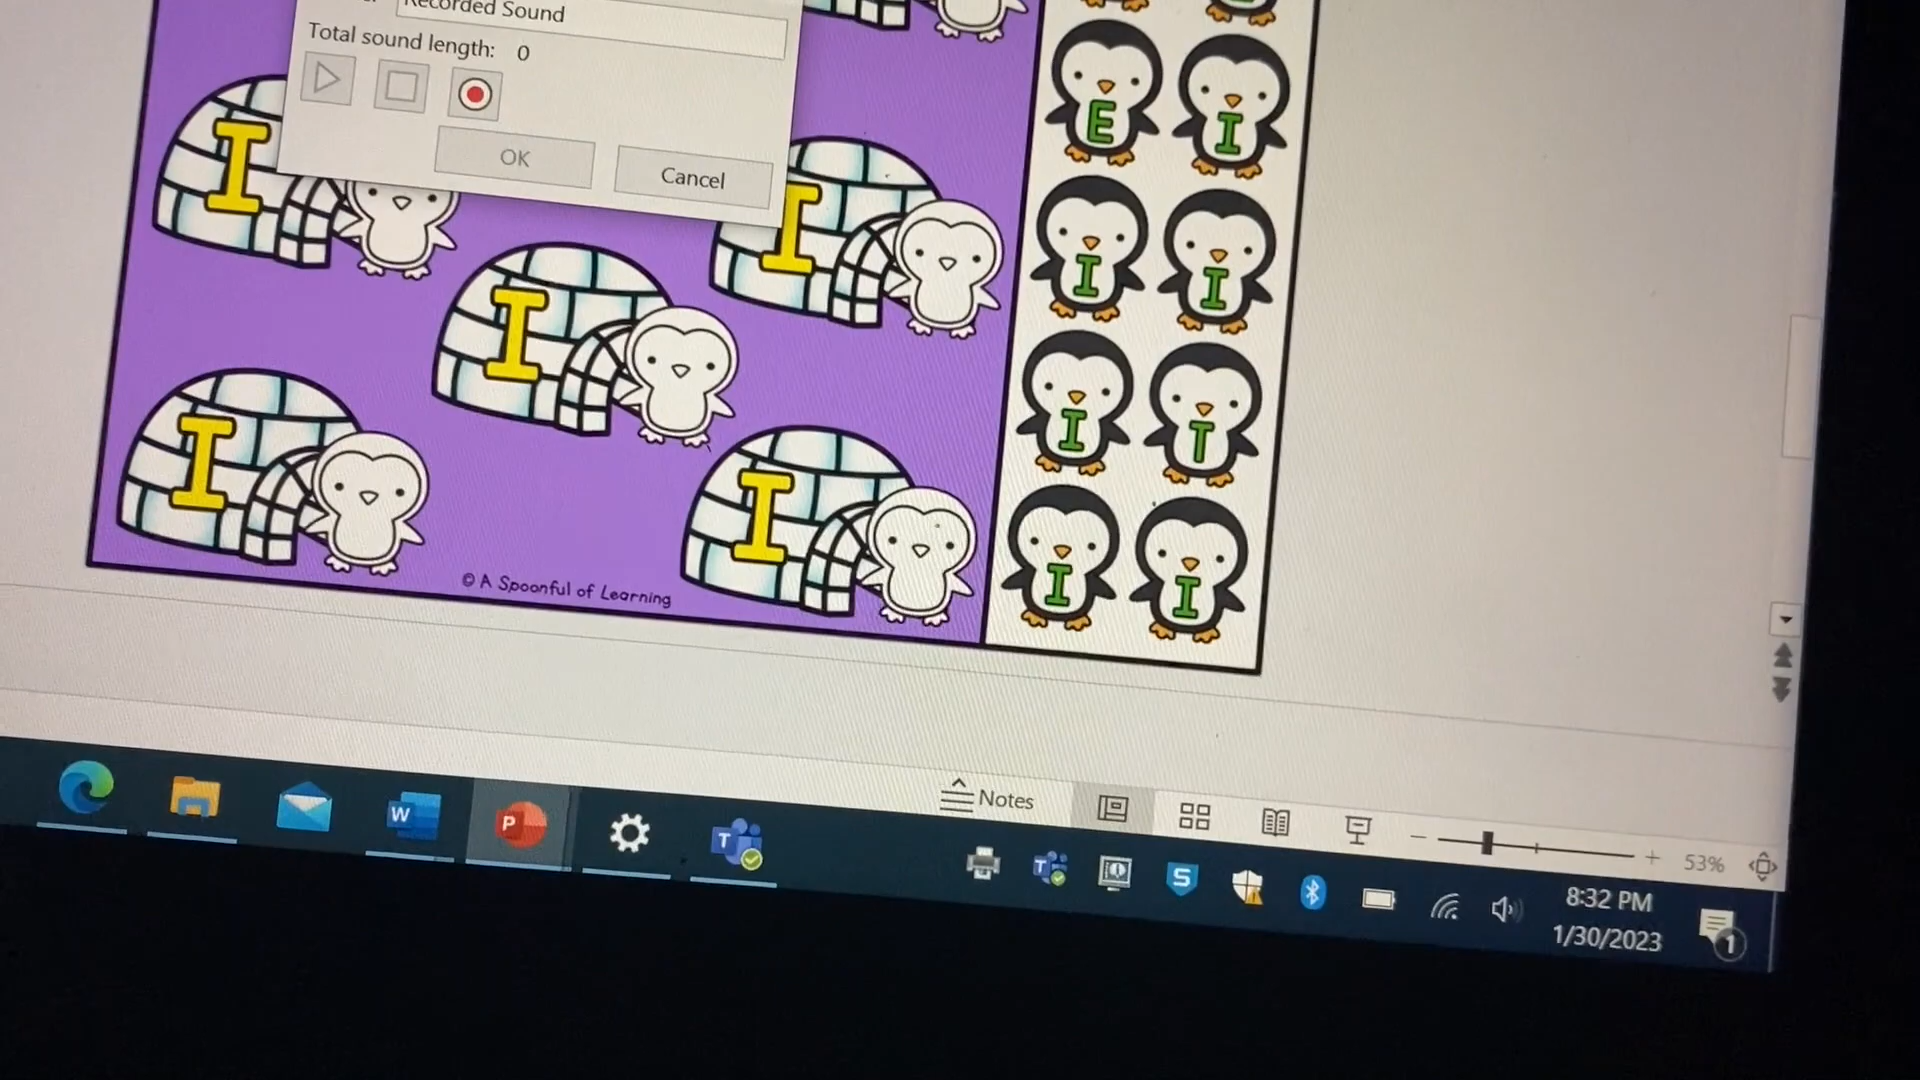 Recorded Sound
Total sound length: 0
OK
Cancel
I
I
I
I
I
E I
I I
I T
I I
© A Spoonful of Learning
Notes
53%
W
P
T
T
S
8:32 PM
1/30/2023
1